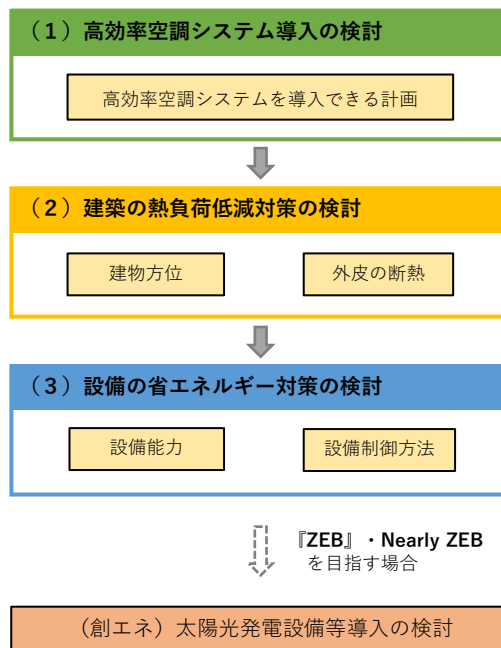 （１）高効率空調システム導入の検討
高効率空調システムを導入できる計画
（２）建築の熱負荷低減対策の検討
建物方位
外皮の断熱
（３）設備の省エネルギー対策の検討
設備能力
設備制御方法
『ZEB』・Nearly ZEB
を目指す場合
（創エネ）太陽光発電設備等導入の検討